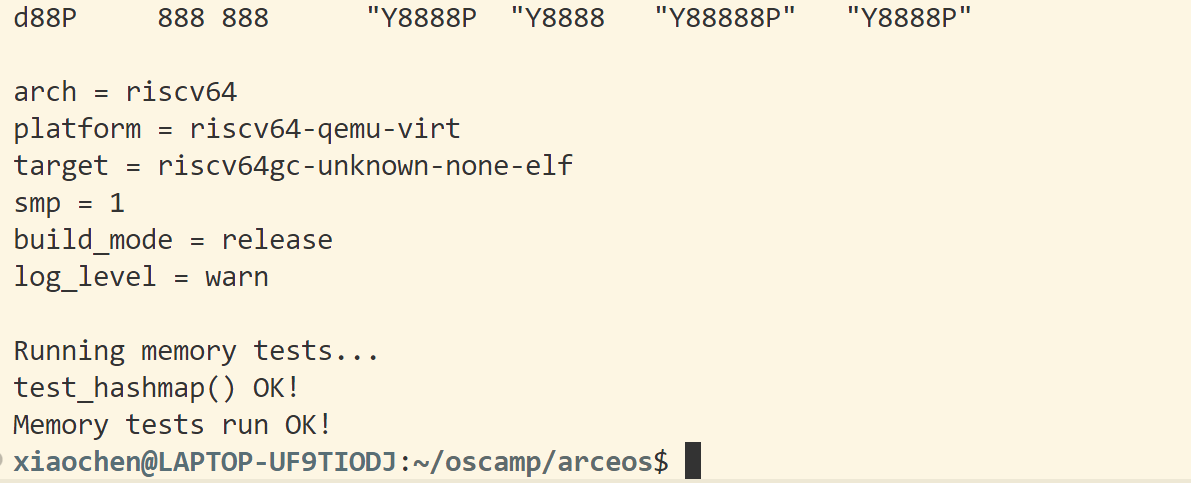 d88P     888 888      "Y8888P  "Y8888   "Y88888P"   "Y8888P"
arch = riscv64
platform = riscv64-qemu-virt
target = riscv64gc-unknown-none-elf
smp = 1
build_mode = release
log_level = warn
Running memory tests...
test_hashmap() OK!
Memory tests run OK!
xiaochen@LAPTOP-UF9TIODJ:~/oscamp/arceos$